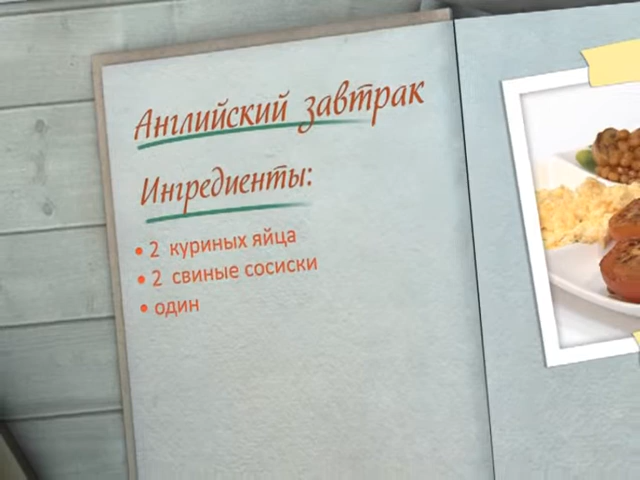 Английский завтрак
Ингредиенты:
• 2 куриных яйца
• 2 свиные сосиски
• один